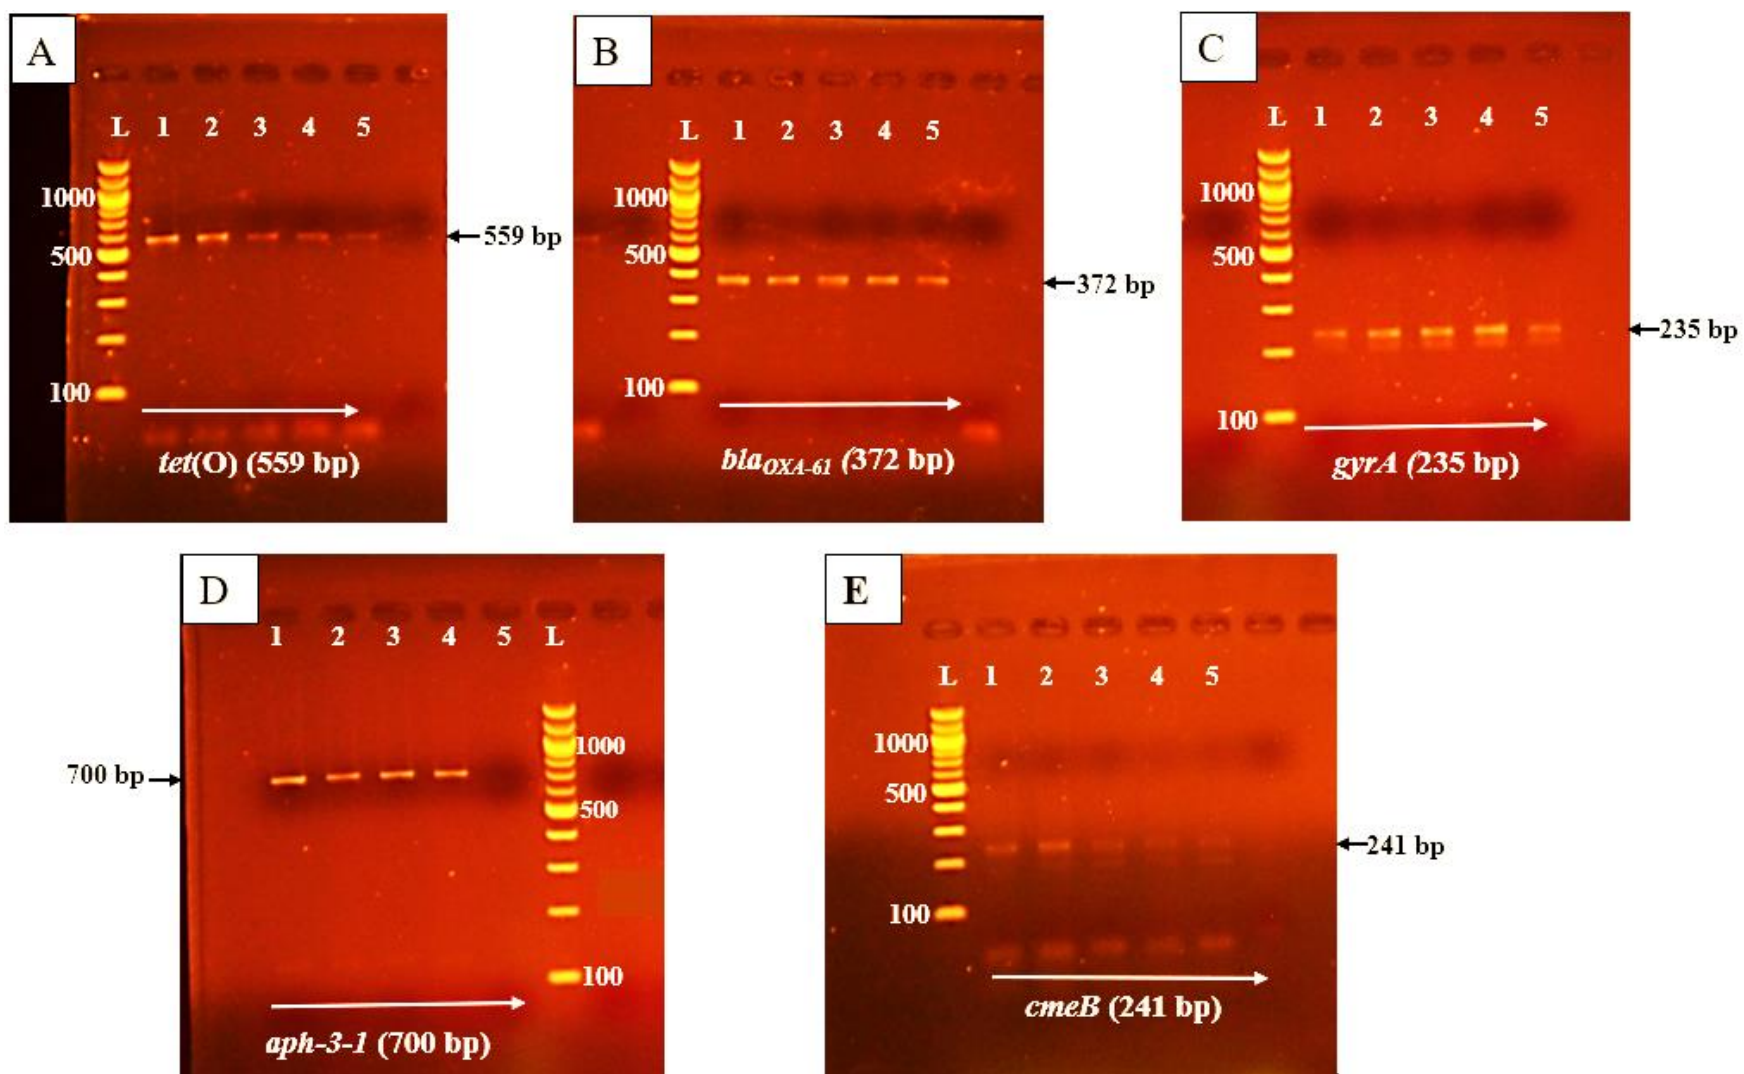 A
L 1 2 3 4 5
1000
559 bp
500
100
tet(O) (559 bp)
B
L 1 2 3 4 5
1000
500
372 bp
100
blaOXA-61 (372 bp)
C
L 1 2 3 4 5
1000
500
235 bp
100
gyrA (235 bp)
D
1 2 3 4 5 L
1000
700 bp
500
100
aph-3-1 (700 bp)
E
L 1 2 3 4 5
1000
500
241 bp
100
cmeB (241 bp)